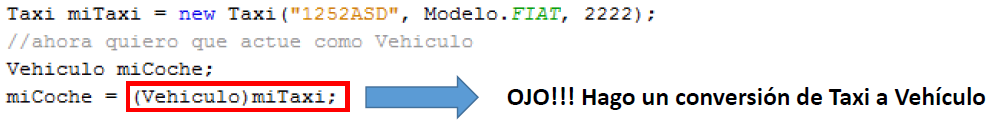 Taxi miTaxi = new Taxi("1252ASD", Modelo.FIAT, 2222);
//ahora quiero que actue como Vehiculo
Vehiculo miCoche;
miCoche = (Vehiculo)miTaxi; OJO!!! Hago un conversión de Taxi a Vehículo